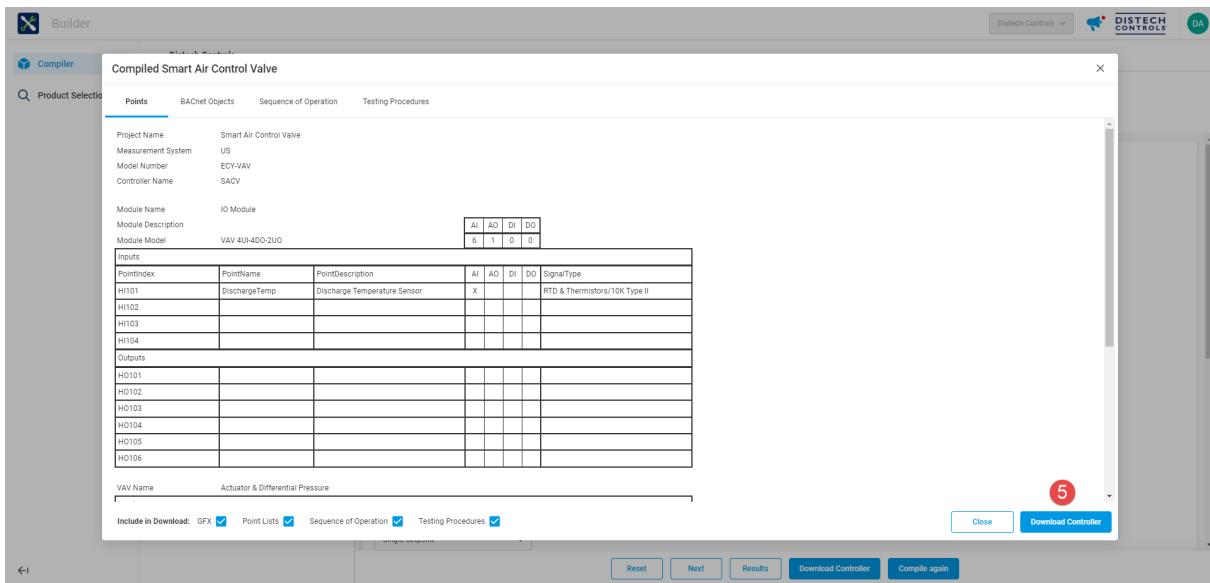 Builder
Distech Controls
DISTECH
CONTROLS
DA
Compiler
Product Selectio
Distech Controls
Compiled Smart Air Control Valve
Points BACnet Objects Sequence of Operation Testing Procedures
Project Name Smart Air Control Valve
Measurement System US
Model Number ECY-VAV
Controller Name SACV
Module Name IO Module
Module Description AI AO DI DO
Module Model VAV 4UI-4DO-2UO 6 1 0 0
Inputs
PointIndex PointName PointDescription AI AO DI DO SignalType
HI101 DischargeTemp Discharge Temperature Sensor X RTD & Thermistors/10K Type II
HI102
HI103
HI104
Outputs
HO101
HO102
HO103
HO104
HO105
HO106
VAV Name Actuator & Differential Pressure
5
Include in Download: GFX Point Lists Sequence of Operation Testing Procedures
Close Download Controller
Single Setpoint
Reset Next Results Download Controller Compile again